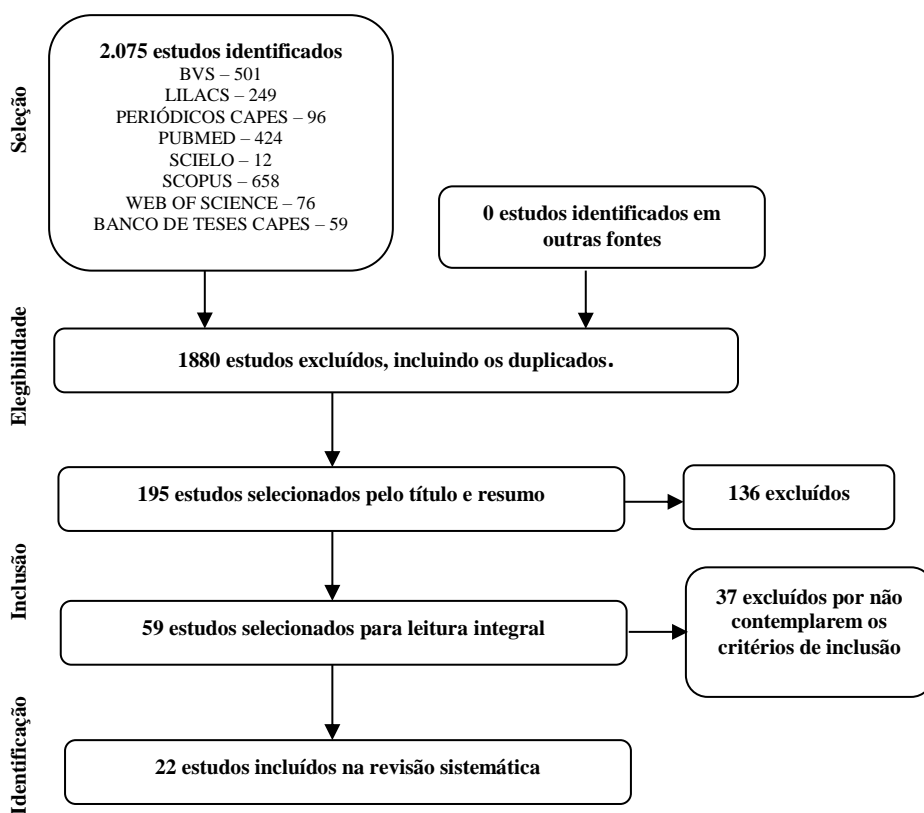 Seleção
2.075 estudos identificados
BVS – 501
LILACS – 249
PERIÓDICOS CAPES – 96
PUBMED – 424
SCIELO – 12
SCOPUS – 658
WEB OF SCIENCE – 76
BANCO DE TESES CAPES – 59
0 estudos identificados em
outras fontes
Elegibilidade
1880 estudos excluídos, incluindo os duplicados.
195 estudos selecionados pelo título e resumo
136 excluídos
Inclusão
59 estudos selecionados para leitura integral
37 excluídos por não
contemplarem os
critérios de inclusão
Identificação
22 estudos incluídos na revisão sistemática